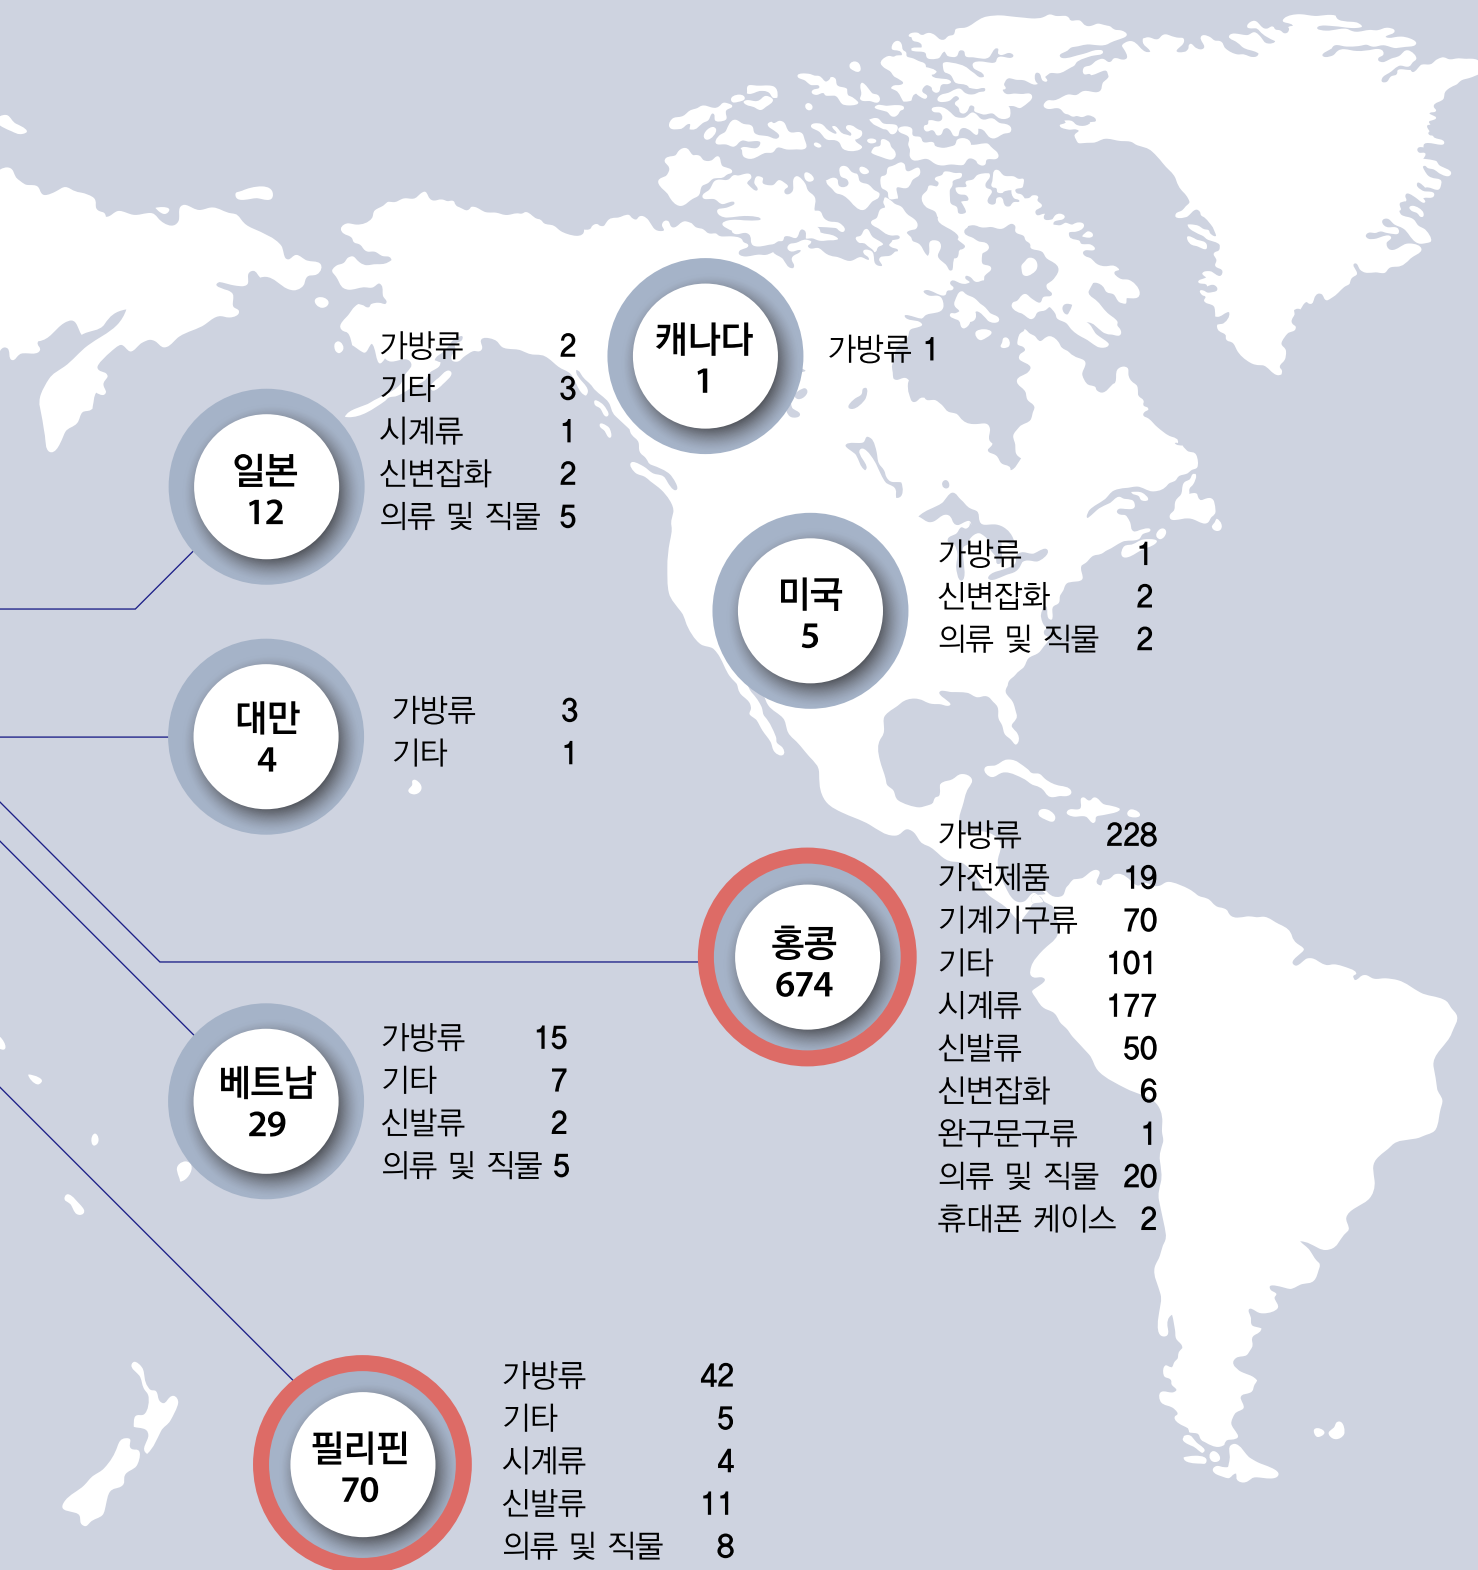 캐나다
1
가방류 1
일본
12
가방류 2
기타 3
시계류 1
신변잡화 2
의류 및 직물 5
미국
5
가방류 1
신변잡화 2
의류 및 직물 2
대만
4
가방류 3
기타 1
홍콩
674
가방류 228
가전제품 19
기계기구류 70
기타 101
시계류 177
신발류 50
신변잡화 6
완구문구류 1
의류 및 직물 20
휴대폰 케이스 2
베트남
29
가방류 15
기타 7
신발류 2
의류 및 직물 5
필리핀
70
가방류 42
기타 5
시계류 4
신발류 11
의류 및 직물 8